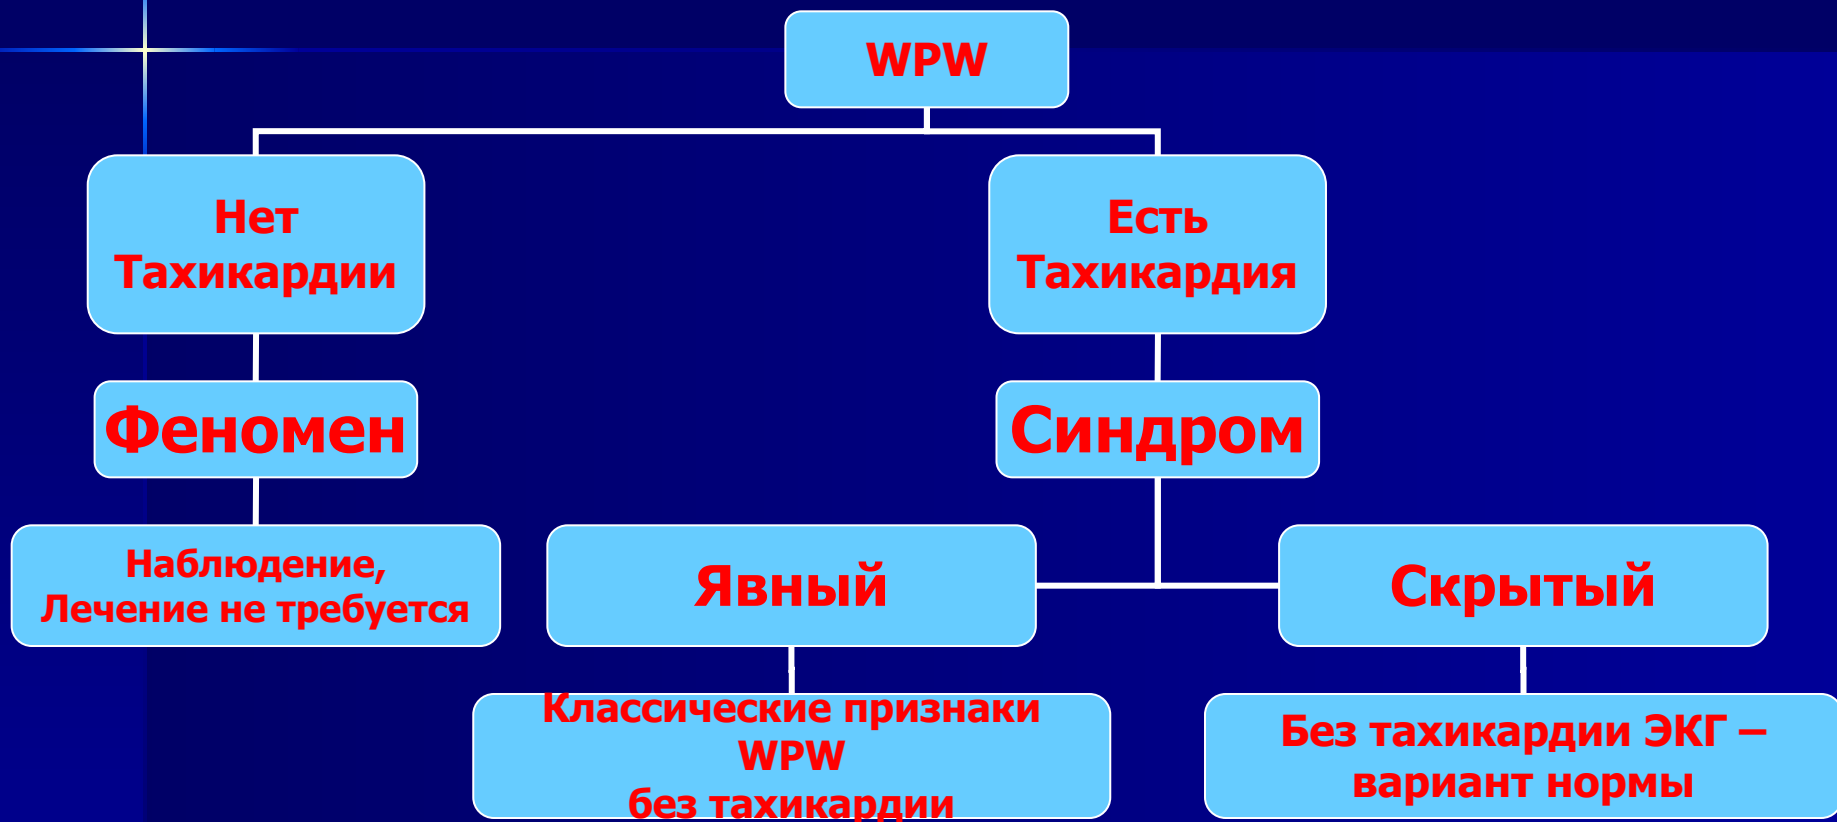 WPW
Нет
Тахикардии
Есть
Тахикардия
Феномен
Синдром
Наблюдение,
Лечение не требуется
Явный
Скрытый
Классические признаки
WPW
без тахикардии
Без тахикардии ЭКГ –
вариант нормы